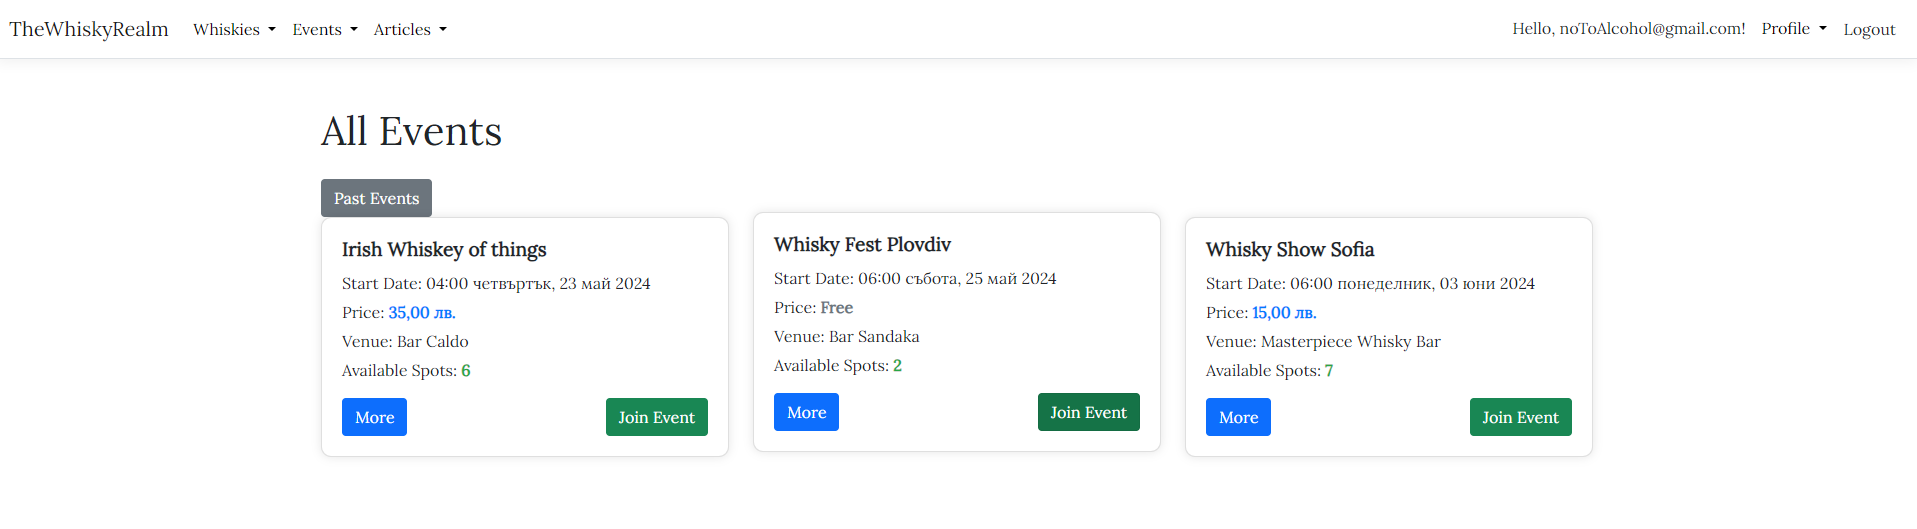 TheWhiskyRealm Whiskies Events Articles Hello, noToAlcohol@gmail.com! Profile Logout
All Events
Past Events
Irish Whiskey of things
Start Date: 04:00 четвъртък, 23 май 2024
Price: 35,00 лв.
Venue: Bar Caldo
Available Spots: 6
More Join Event
Whisky Fest Plovdiv
Start Date: 06:00 събота, 25 май 2024
Price: Free
Venue: Bar Sandaka
Available Spots: 2
More Join Event
Whisky Show Sofia
Start Date: 06:00 понеделник, 03 юни 2024
Price: 15,00 лв.
Venue: Masterpiece Whisky Bar
Available Spots: 7
More Join Event